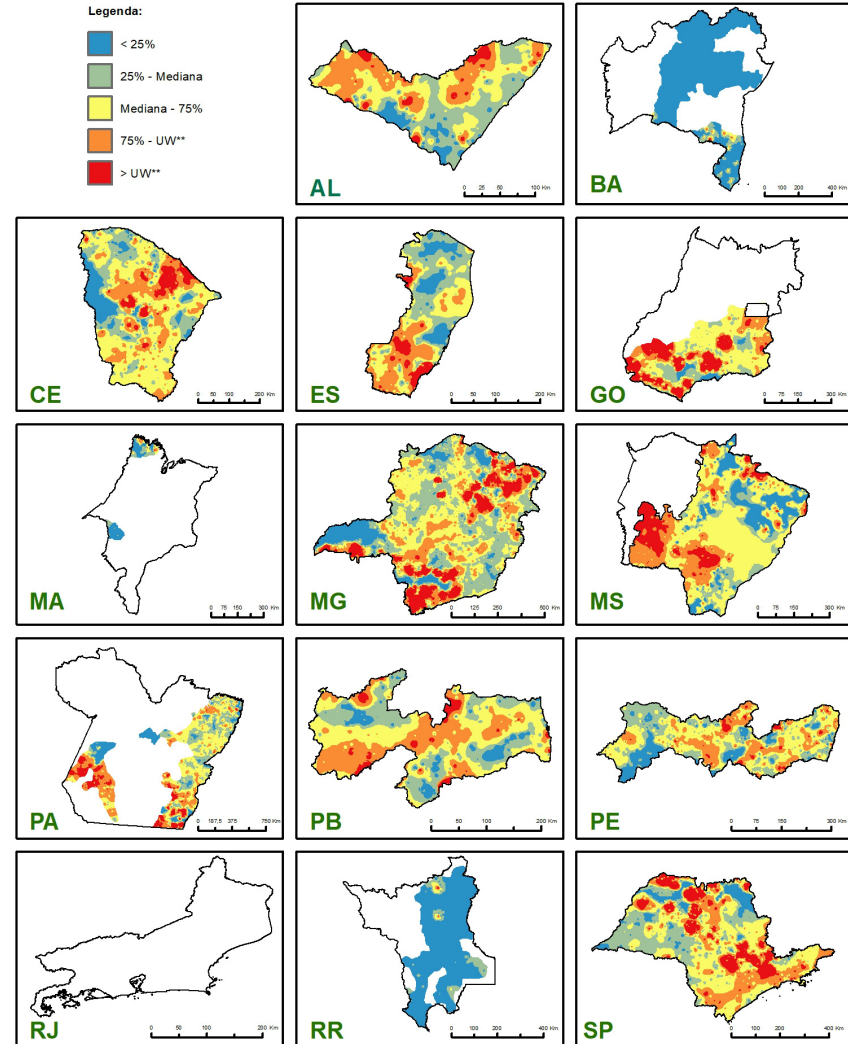 Legenda:
< 25%
25% - Mediana
Mediana - 75%
75% - UW**
> UW**
AL
0 25 50 100 Km
BA
0 100 200 400 Km
CE
0 50 100 200 Km
ES
0 50 100 200 Km
GO
0 75 150 300 Km
MA
0 75 150 300 Km
MG
0 125 250 500 Km
MS
0 75 150 300 Km
PA
0 187,5 375 750 Km
PB
0 50 100 200 Km
PE
0 75 150 300 Km
RJ
0 50 100 200 Km
RR
0 100 200 400 Km
SP
0 100 200 400 Km